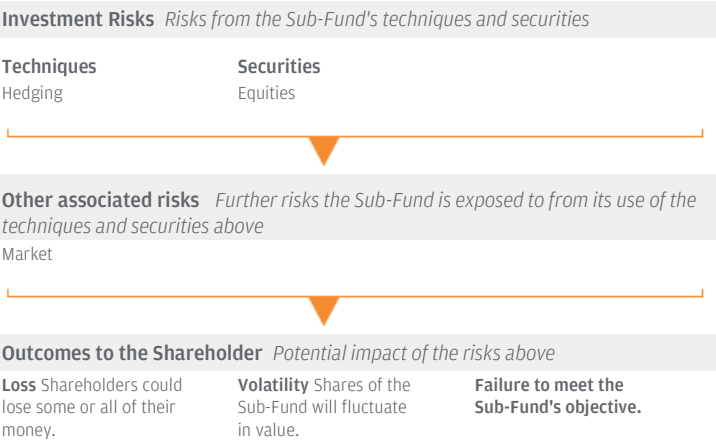 Investment Risks Risks from the Sub-Fund's techniques and securities
Techniques
Hedging
Securities
Equities
Other associated risks Further risks the Sub-Fund is exposed to from its use of the
techniques and securities above
Market
Outcomes to the Shareholder Potential impact of the risks above
Loss Shareholders could
lose some or all of their
money.
Volatility Shares of the
Sub-Fund will fluctuate
in value.
Failure to meet the
Sub-Fund's objective.